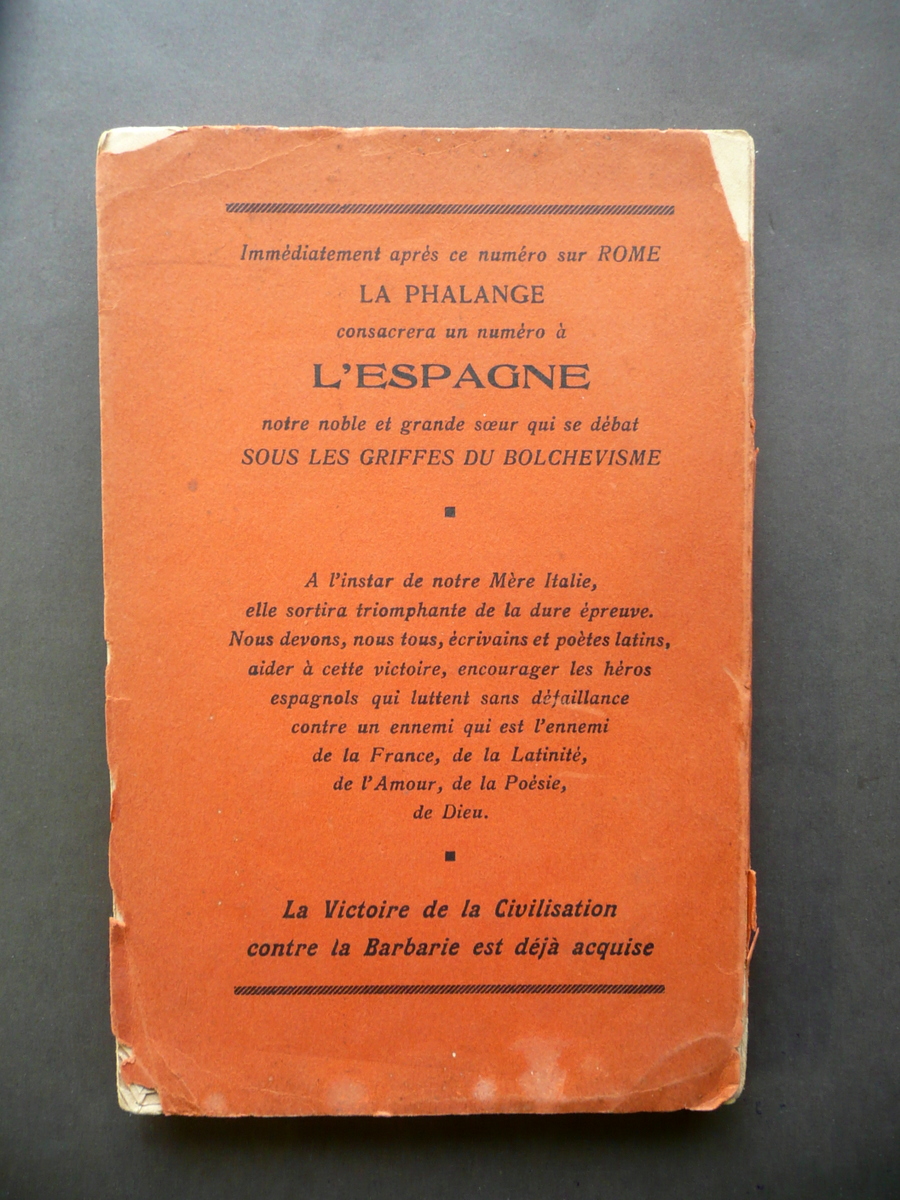 Immédiatement après ce numéro sur ROME
LA PHALANGE
consacrera un numéro à
L'ESPAGNE
notre noble et grande sœur qui se débat
SOUS LES GRIFFES DU BOLCHEVISME
A l'instar de notre Mère Italie,
elle sortira triomphante de la dure épreuve.
Nous devons, nous tous, écrivains et poètes latins,
aider à cette victoire, encourager les héros
espagnols qui luttent sans défaillance
contre un ennemi qui est l'ennemi
de la France, de la Latinité,
de l'Amour, de la Poésie,
de Dieu.
La Victoire de la Civilisation
contre la Barbarie est déjà acquise